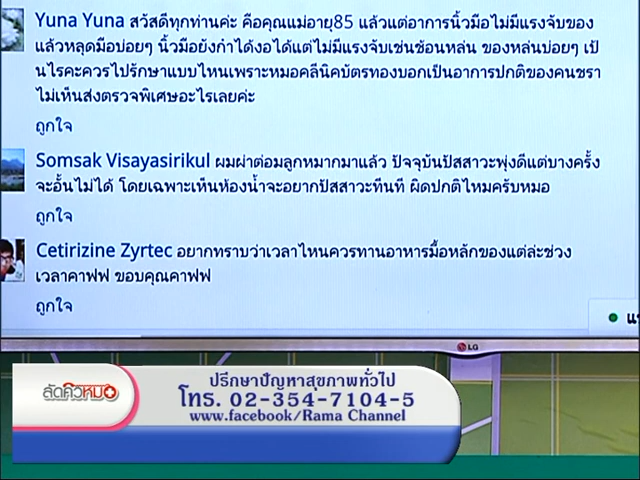 Yuna Yuna สวัสดีทุกท่านค่ะ คือคุณแม่อายุ85 แล้วแต่อาการนิ้วมือไม่มีแรงจับของ
แล้วหลุดมือบ่อยๆ นิ้วมือยังกำได้งอได้แต่ไม่มีแรงจับเช่นช้อนหล่น ของหล่นบ่อยๆ เป็
นไรคะควรไปรักษาแบบไหนเพราะหมอคลีนิคบัตรทองบอกเป็นอาการปกติของคนชรา
ไม่เห็นส่งตรวจพิเศษอะไรเลยค่ะ
ถูกใจ
Somsak Visayasirikul ผมผ่าต่อมลูกหมากมาแล้ว ปัจจุบันปัสสาวะพุ่งดีแต่บางครั้ง
จะอั้นไม่ได้ โดยเฉพาะเห็นห้องน้ำจะอยากปัสสาวะทีนที ผิดปกติไหมครับหมอ
ถูกใจ
Cetirizine Zyrtec อยากทราบว่าเวลาไหนควรทานอาหารมื้อหลักของแต่ล่ะช่วง
เวลาคาฟฟ ขอบคุณคาฟฟ
ถูกใจ
LG
ลัดคิวหมอ
ปรึกษาปัญหาสุขภาพทั่วไป
โทร. 02-354-7104-5
www.facebook/Rama Channel